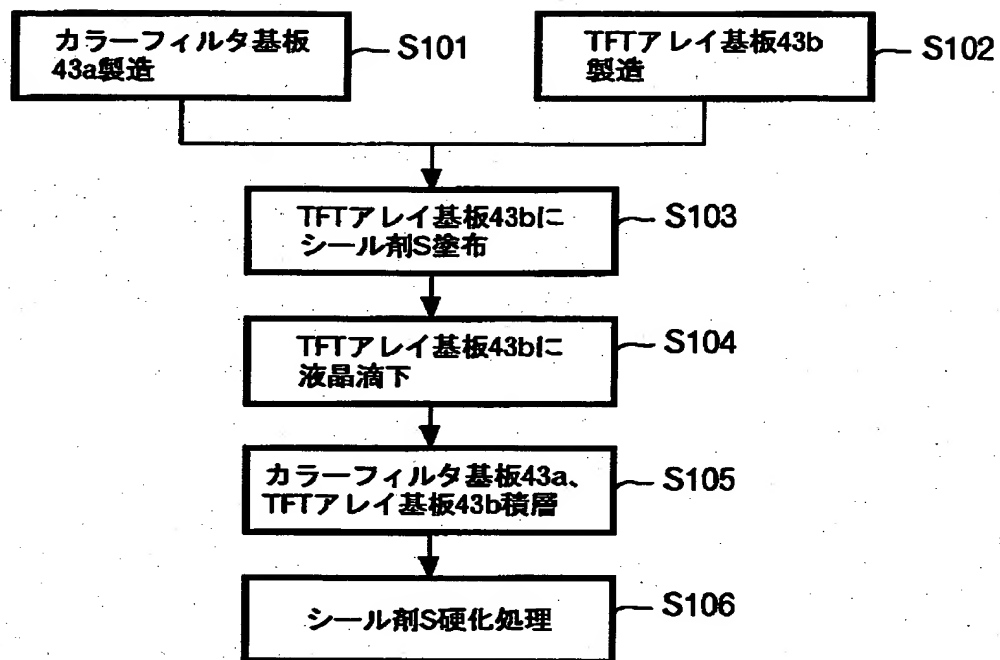 カラーフィルタ基板
43a製造
S101
TFTアレイ基板43b
製造
S102
TFTアレイ基板43bに
シール剤S塗布
S103
TFTアレイ基板43bに
液晶滴下
S104
カラーフィルタ基板43a、
TFTアレイ基板43b積層
S105
シール剤S硬化処理
S106